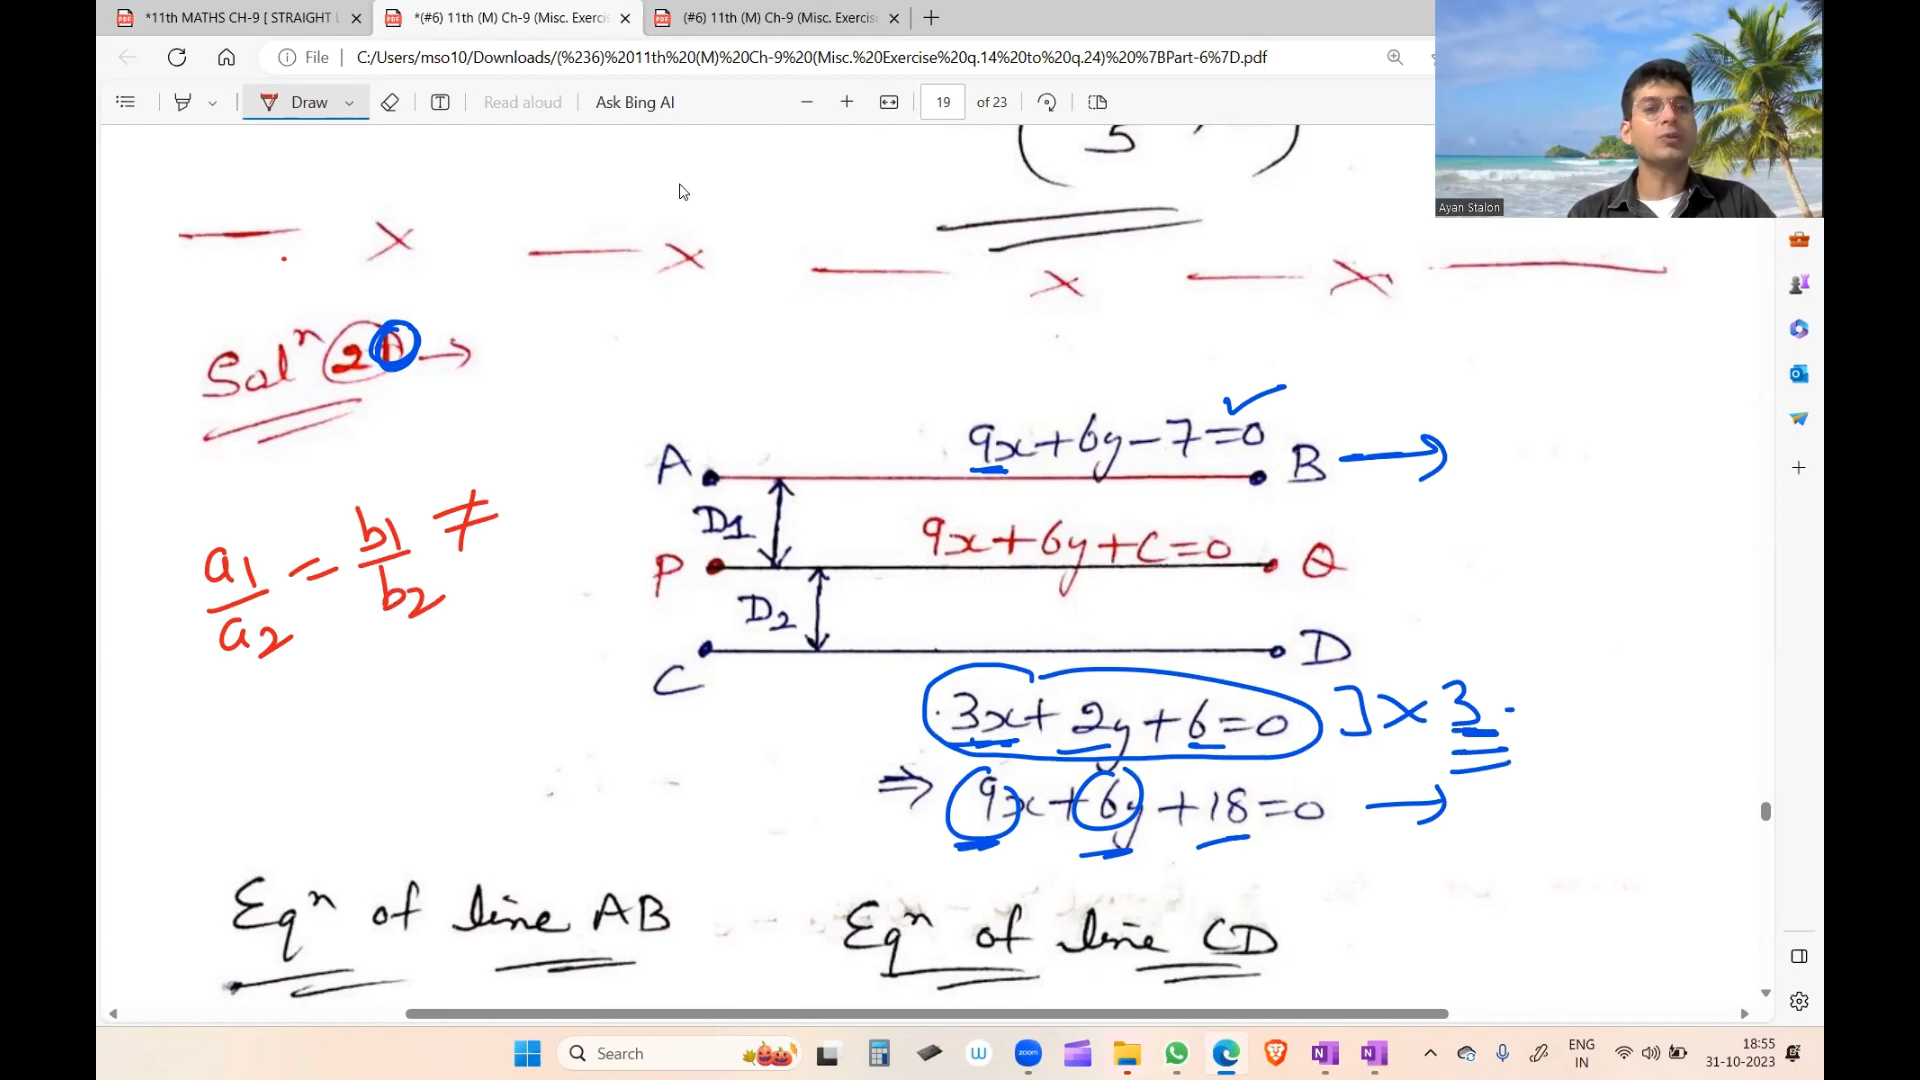 *11th MATHS CH-9 [ STRAIGHT L
*(#6) 11th (M) Ch-9 (Misc. Exercis
(#6) 11th (M) Ch-9 (Misc. Exercis
File
C:/Users/mso10/Downloads/(%236)%2011th%20(M)%20Ch-9%20(Misc.%20Exercise%20q.14%20to%20q.24)%20%7BPart-6%7D.pdf
Draw
Read aloud
Ask Bing AI
19 of 23
Ayan Stalon
5
Solⁿ 21 →
9x+6y-7=0
A B
D1
9x+6y+C=0
P Q
D2
C D
a1/a2 = b1/b2 ≠
3x+2y+6=0 ] × 3
⇒ 9x+6y+18=0
Eqⁿ of line AB
Eqⁿ of line CD
Search
zoom
ENG
IN
18:55
31-10-2023